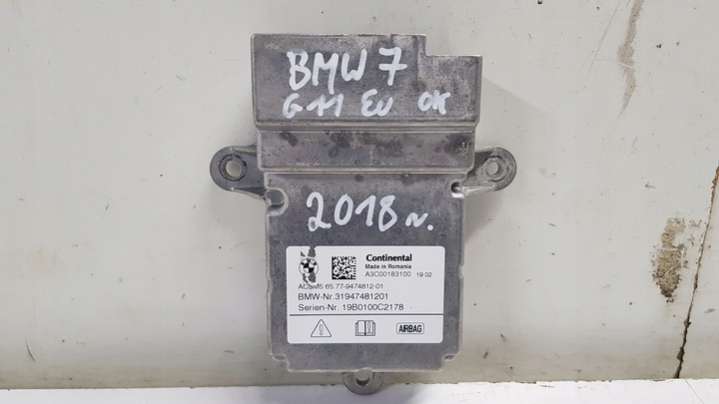 BMW 7
G11 EU OK
2018 r.
Continental
Made in Romania
A3C00183100 19 02
65.77-9474812-01
BMW-Nr.31947481201
Serien-Nr. 19B0100C2178
AIRBAG